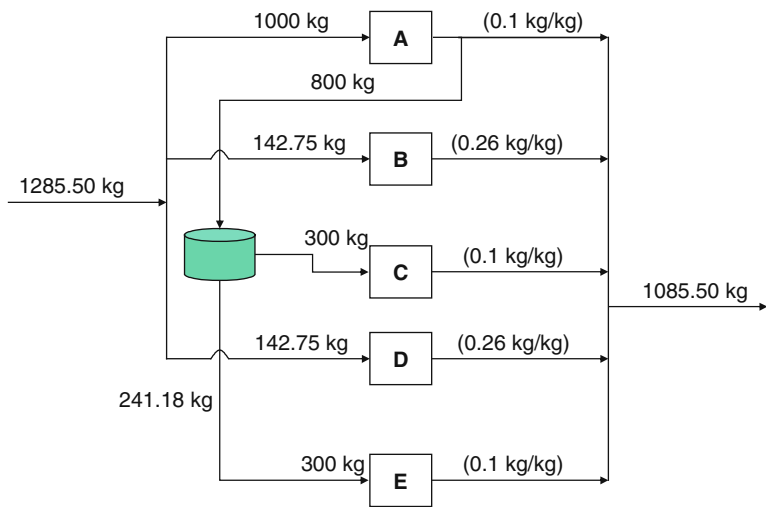 1000 kg
A
(0.1 kg/kg)
800 kg
142.75 kg
B
(0.26 kg/kg)
1285.50 kg
300 kg
C
(0.1 kg/kg)
1085.50 kg
142.75 kg
D
(0.26 kg/kg)
241.18 kg
300 kg
E
(0.1 kg/kg)